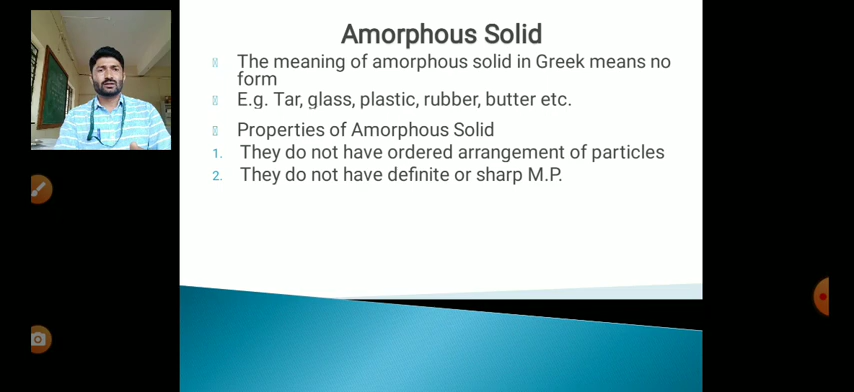 Amorphous Solid
The meaning of amorphous solid in Greek means no
form
E.g. Tar, glass, plastic, rubber, butter etc.
Properties of Amorphous Solid
1. They do not have ordered arrangement of particles
2. They do not have definite or sharp M.P.